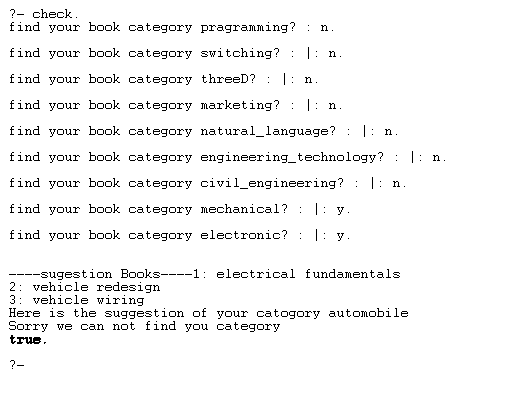 ?- check.
find your book category pragramming? : n.
find your book category switching? : |: n.
find your book category threeD? : |: n.
find your book category marketing? : |: n.
find your book category natural_language? : |: n.
find your book category engineering_technology? : |: n.
find your book category civil_engineering? : |: n.
find your book category mechanical? : |: y.
find your book category electronic? : |: y.
----sugestion Books----1: electrical fundamentals
2: vehicle redesign
3: vehicle wiring
Here is the suggestion of your catogory automobile
Sorry we can not find you category
true.
?-